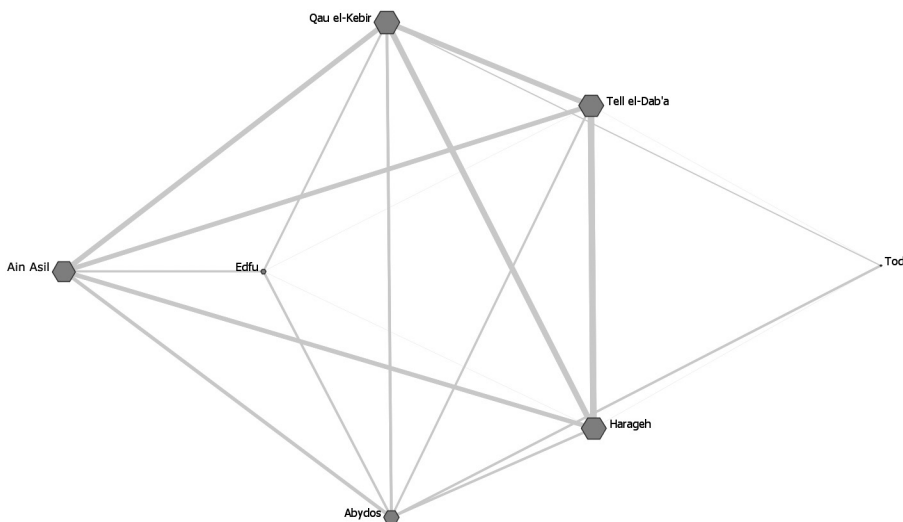 Qau el-Kebir
Tell el-Dab'a
Tod
Ain Asil
Edfu
Harageh
Abydos